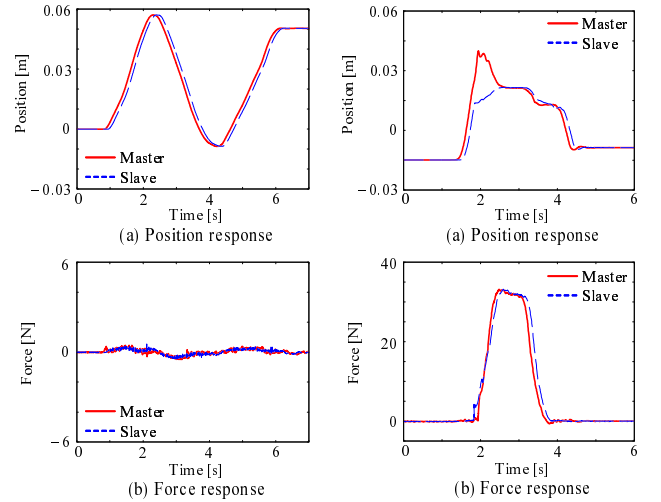 0.06
0.03
0
−0.03
Position [m]
Master
Slave
0
2
4
6
Time [s]
(a) Position response
0.06
0.03
0
−0.03
Position [m]
Master
Slave
0
2
4
6
Time [s]
(a) Position response
6
0
−6
Force [N]
Master
Slave
0
2
4
6
Time [s]
(b) Force response
40
20
0
Force [N]
Master
Slave
0
2
4
6
Time [s]
(b) Force response